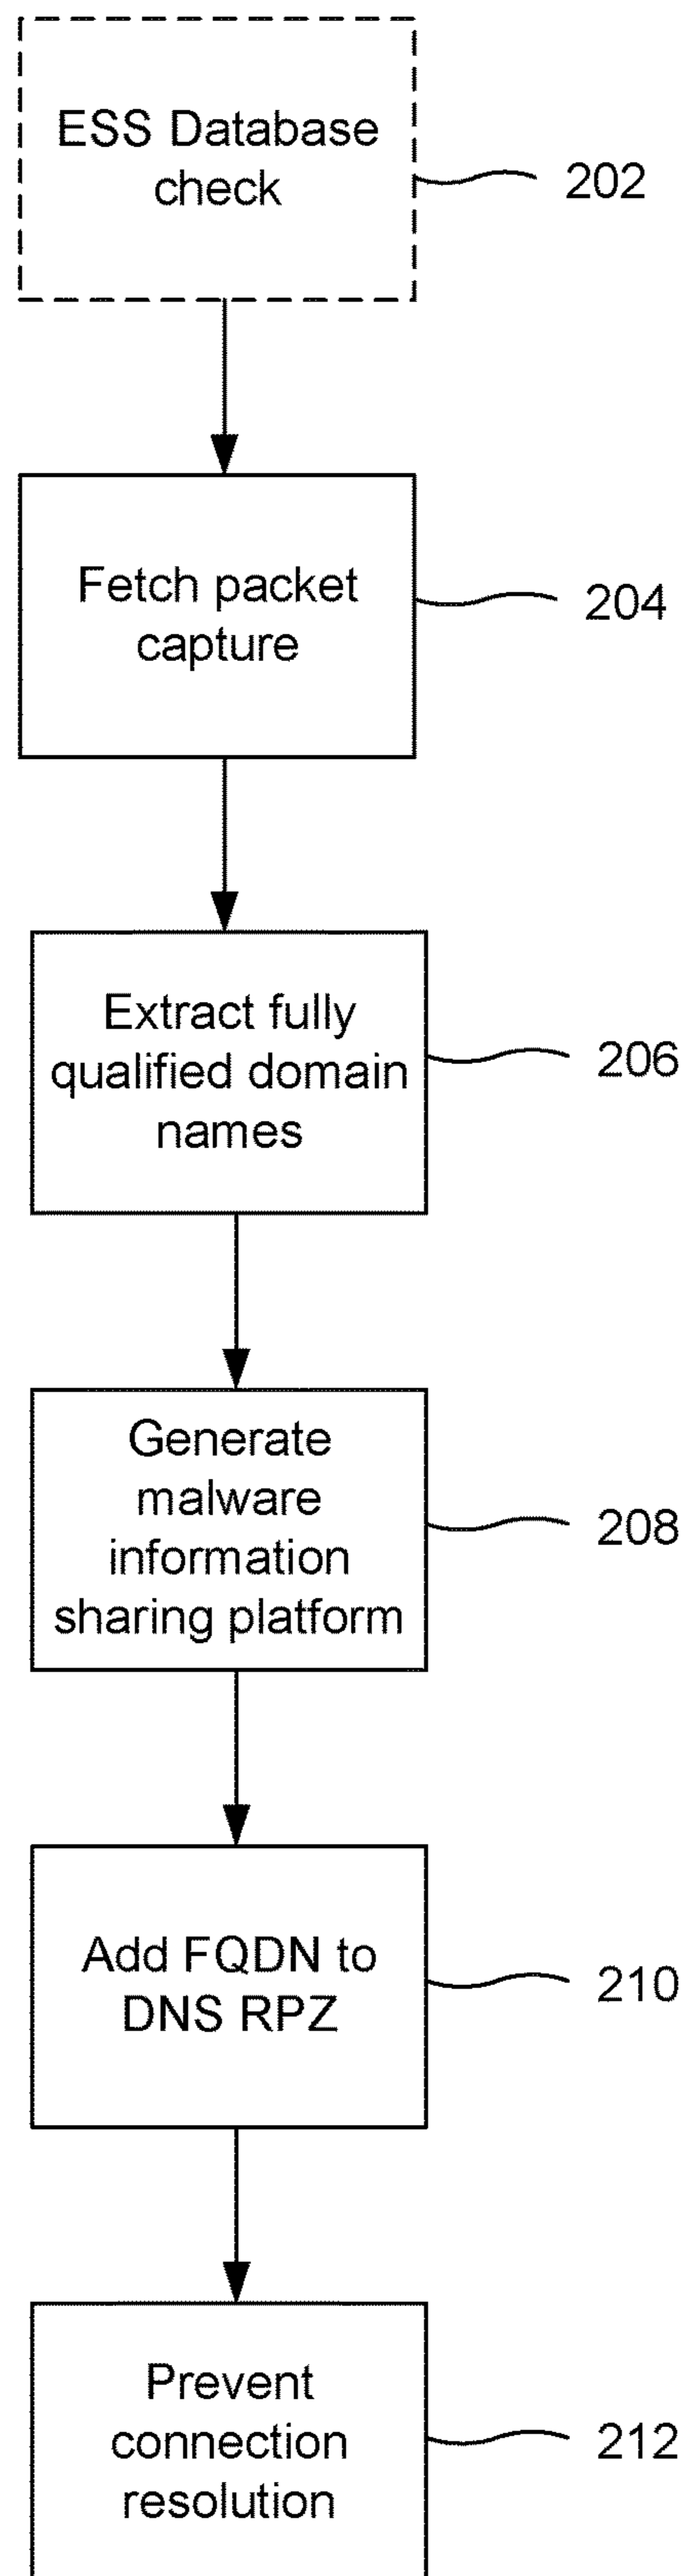 ESS Database
check
202
Fetch packet
capture
204
Extract fully
qualified domain
names
206
Generate
malware
information
sharing platform
208
Add FQDN to
DNS RPZ
210
Prevent
connection
resolution
212